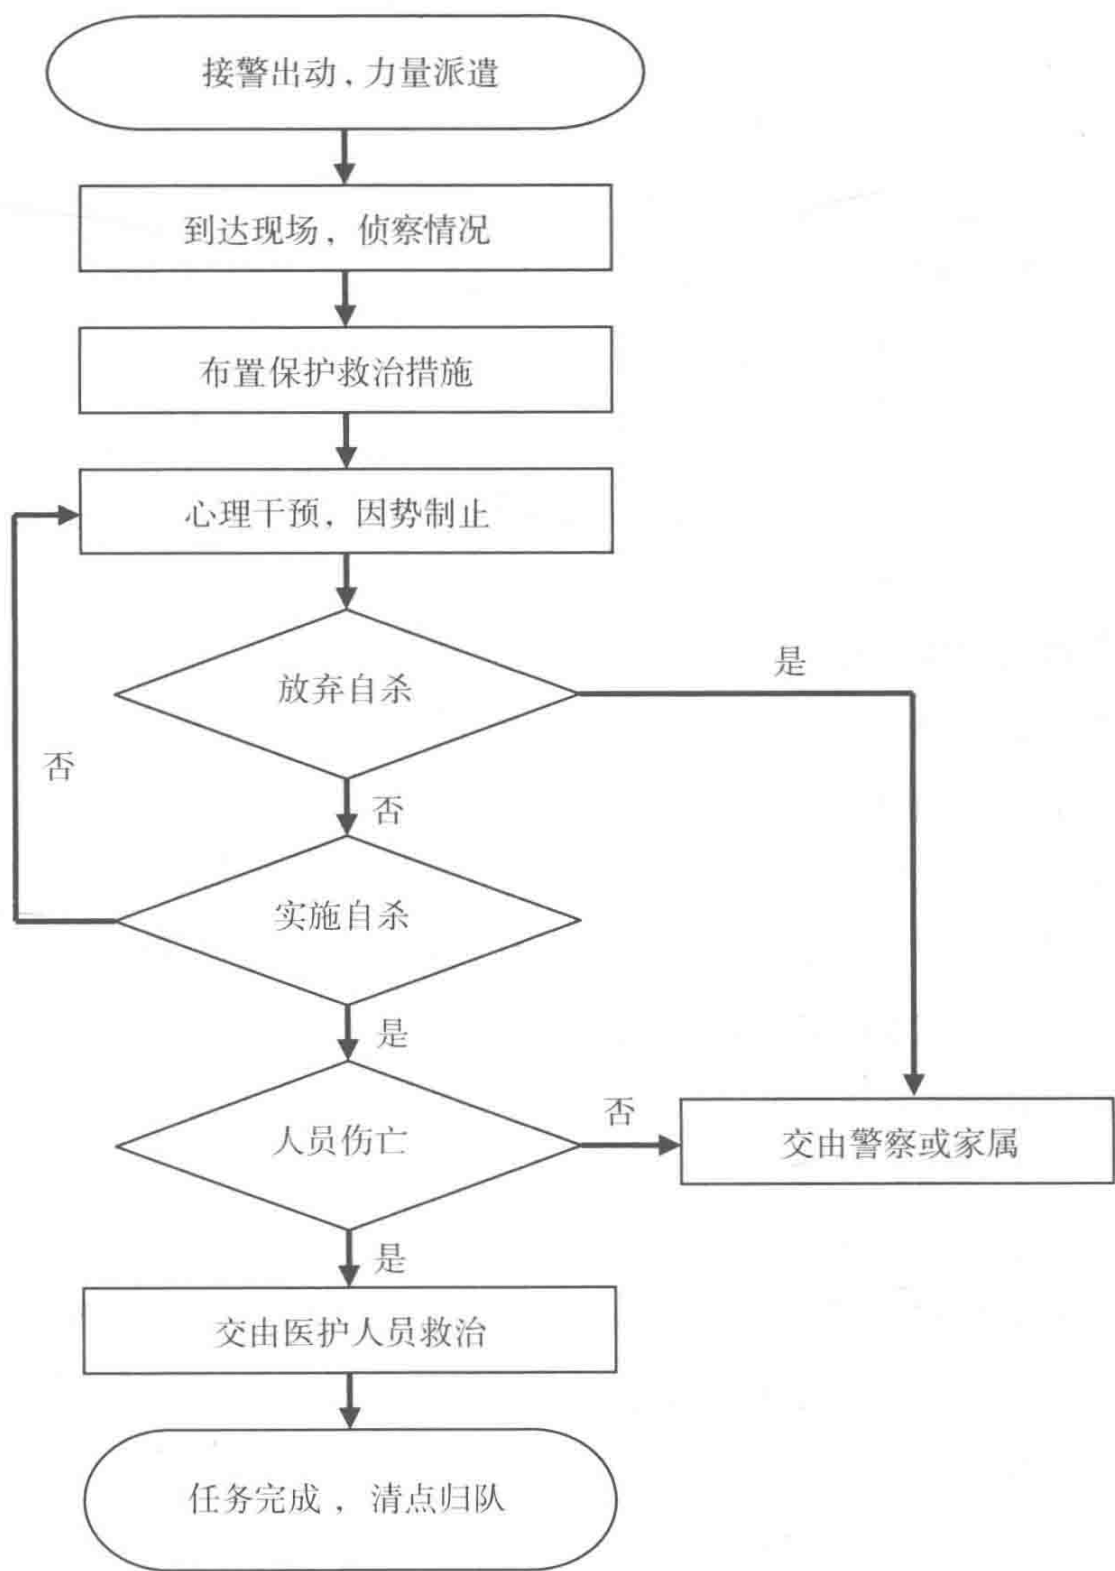 接警出动，力量派遣
到达现场，侦察情况
布置保护救治措施
心理干预，因势制止
是
放弃自杀
否
否
实施自杀
是
否
人员伤亡
交由警察或家属
是
交由医护人员救治
任务完成，清点归队